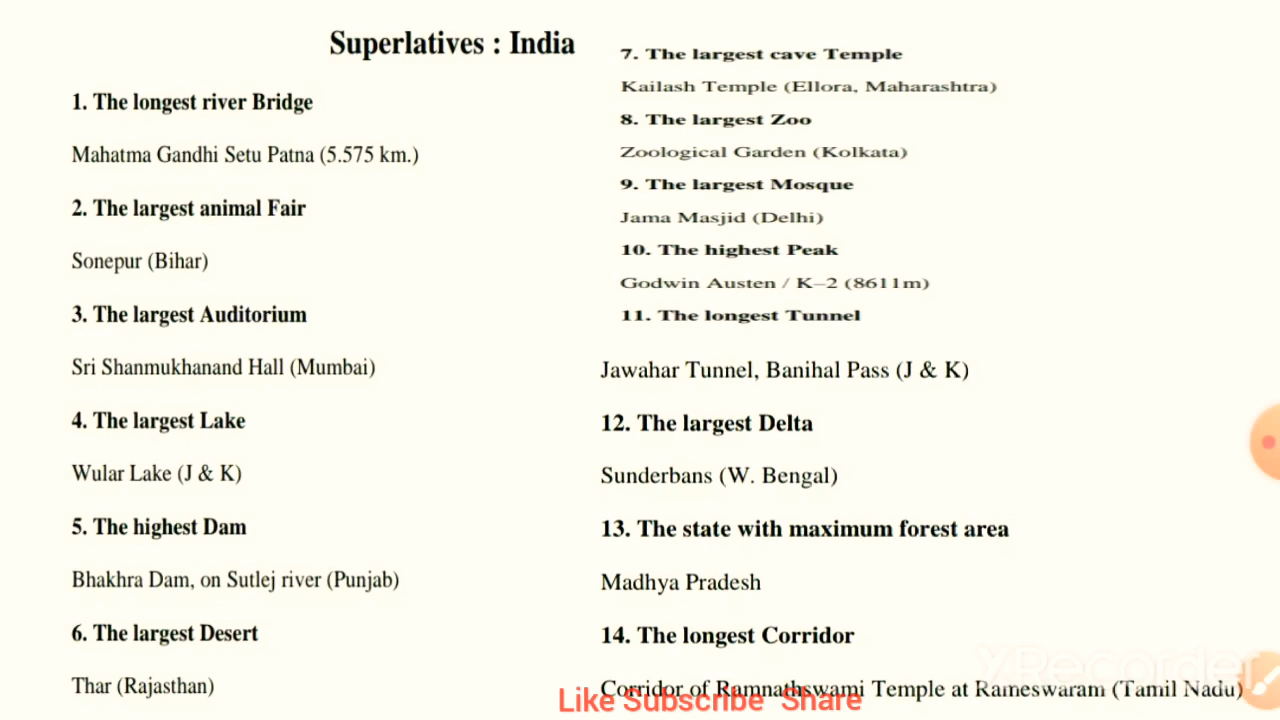 Superlatives : India
1. The longest river Bridge
Mahatma Gandhi Setu Patna (5.575 km.)
2. The largest animal Fair
Sonepur (Bihar)
3. The largest Auditorium
Sri Shanmukhanand Hall (Mumbai)
4. The largest Lake
Wular Lake (J & K)
5. The highest Dam
Bhakhra Dam, on Sutlej river (Punjab)
6. The largest Desert
Thar (Rajasthan)
7. The largest cave Temple
Kailash Temple (Ellora, Maharashtra)
8. The largest Zoo
Zoological Garden (Kolkata)
9. The largest Mosque
Jama Masjid (Delhi)
10. The highest Peak
Godwin Austen / K–2 (8611m)
11. The longest Tunnel
Jawahar Tunnel, Banihal Pass (J & K)
12. The largest Delta
Sunderbans (W. Bengal)
13. The state with maximum forest area
Madhya Pradesh
14. The longest Corridor
Corridor of Ramnathswami Temple at Rameswaram (Tamil Nadu)
Like Subscribe Share
XRecorder